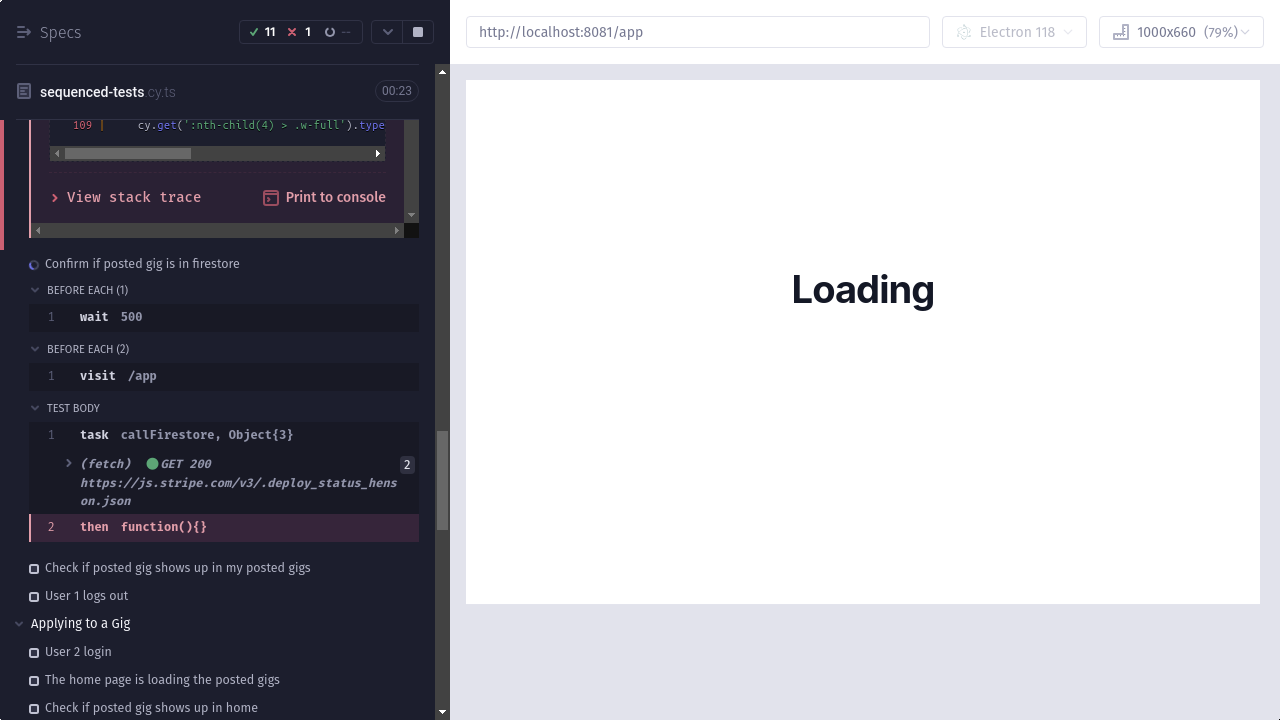 Specs
11
1
--
http://localhost:8081/app
Electron 118
1000x660 (79%)
sequenced-tests.cy.ts
00:23
109 | cy.get(':nth-child(4) > .w-full').type
View stack trace
Print to console
Confirm if posted gig is in firestore
BEFORE EACH (1)
1 wait 500
BEFORE EACH (2)
1 visit /app
TEST BODY
1 task callFirestore, Object{3}
(fetch) GET 200
https://js.stripe.com/v3/.deploy_status_hens
on.json
2
2 then function(){}
Check if posted gig shows up in my posted gigs
User 1 logs out
Applying to a Gig
User 2 login
The home page is loading the posted gigs
Check if posted gig shows up in home
Loading